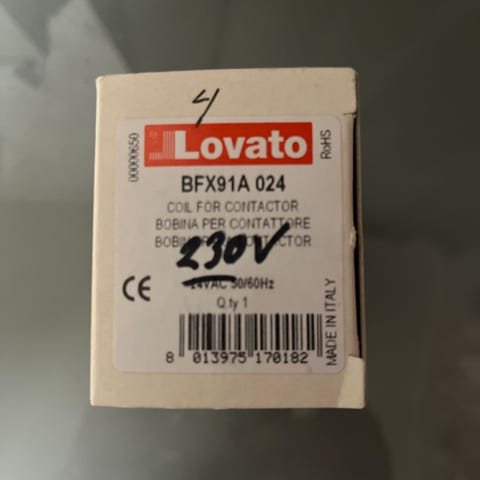 4
00000650
Lovato
RoHS
BFX91A 024
COIL FOR CONTACTOR
BOBINA PER CONTATTORE
230V
24VAC 50/60Hz
CE
Q.ty 1
MADE IN ITALY
8 013975 170182